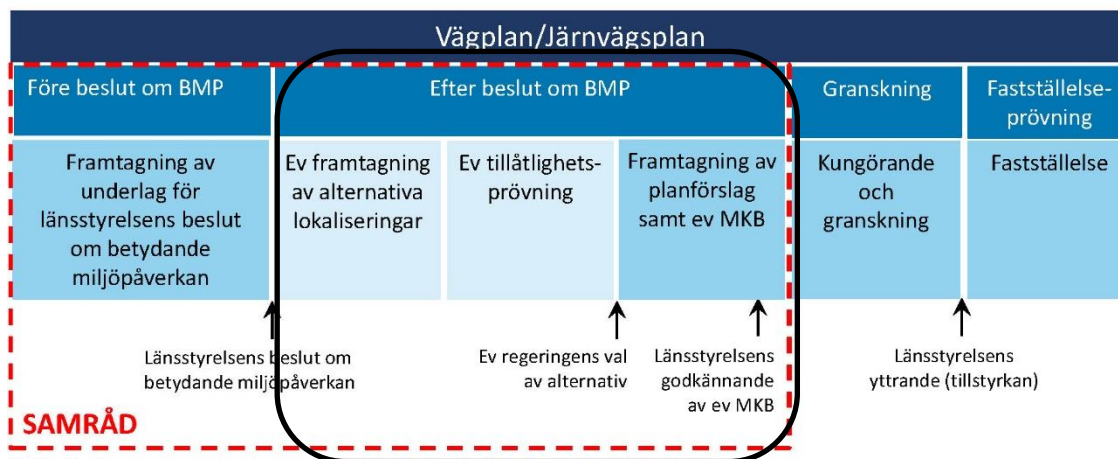 Vägplan/Järnvägsplan
Före beslut om BMP
Efter beslut om BMP
Granskning
Fastställelse-
prövning
Framtagning av
underlag för
länsstyrelsens beslut
om betydande
miljöpåverkan
Ev framtagning
av alternativa
lokaliseringar
Ev tillåtlighets-
prövning
Framtagning av
planförslag
samt ev MKB
Kungörande
och
granskning
Fastställelse
Länsstyrelsens beslut om
betydande miljöpåverkan
Ev regeringens val
av alternativ
Länsstyrelsens
godkännande
av ev MKB
Länsstyrelsens
yttrande (tillstyrkan)
SAMRÅD